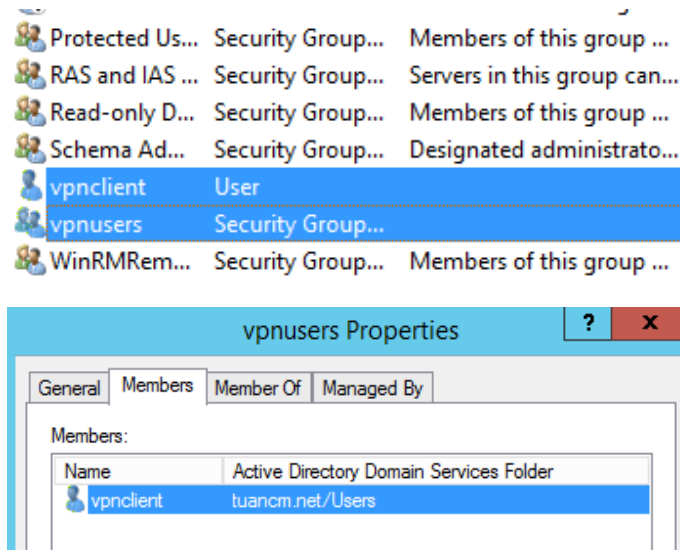 Protected Us... Security Group... Members of this group ...
RAS and IAS ... Security Group... Servers in this group can...
Read-only D... Security Group... Members of this group ...
Schema Ad... Security Group... Designated administrato...
vpnclient User
vpnusers Security Group...
WinRMRem... Security Group... Members of this group ...
vpnusers Properties ? x
General Members Member Of Managed By
Members:
Name Active Directory Domain Services Folder
vpnclient tuancm.net/Users